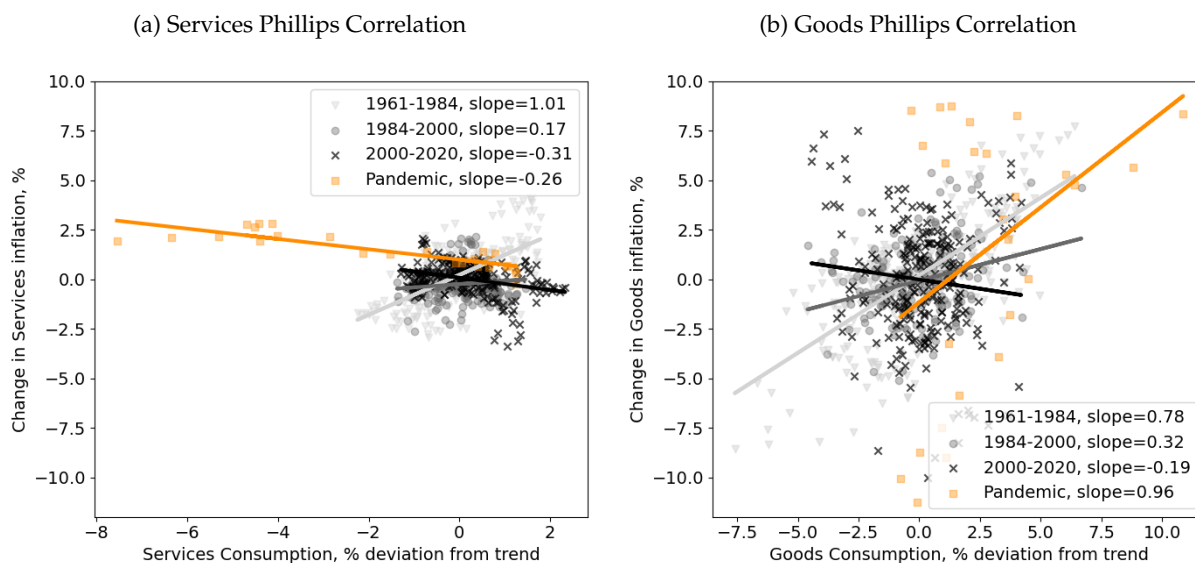 (a) Services Phillips Correlation
(b) Goods Phillips Correlation
Change in Services inflation, %
10.0
7.5
5.0
2.5
0.0
−2.5
−5.0
−7.5
−10.0
1961-1984, slope=1.01
1984-2000, slope=0.17
2000-2020, slope=-0.31
Pandemic, slope=-0.26
−8 −6 −4 −2 0 2
Services Consumption, % deviation from trend
Change in Goods inflation, %
10.0
7.5
5.0
2.5
0.0
−2.5
−5.0
−7.5
−10.0
1961-1984, slope=0.78
1984-2000, slope=0.32
2000-2020, slope=-0.19
Pandemic, slope=0.96
−7.5 −5.0 −2.5 0.0 2.5 5.0 7.5 10.0
Goods Consumption, % deviation from trend